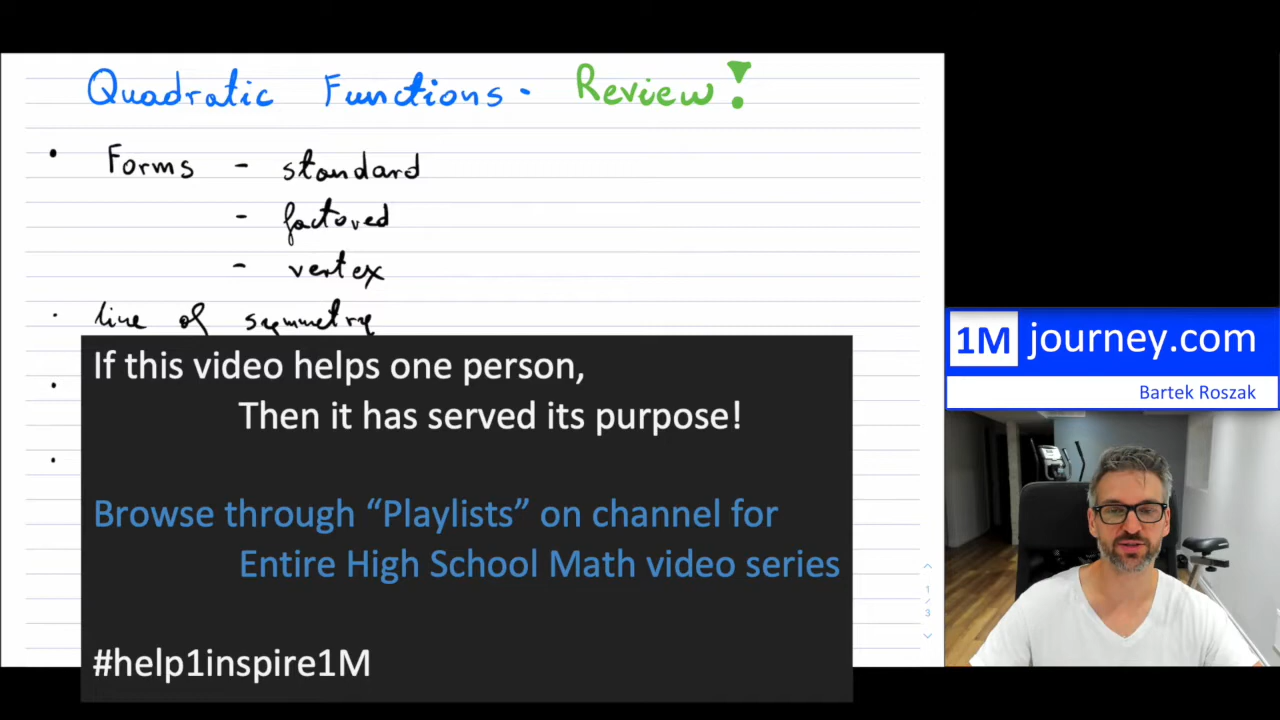 Quadratic Functions. Review!
• Forms - standard
- factored
- vertex
• line of symmetry
If this video helps one person,
Then it has served its purpose!
Browse through “Playlists” on channel for
Entire High School Math video series
#help1inspire1M
1M journey.com
Bartek Roszak
1
/
3